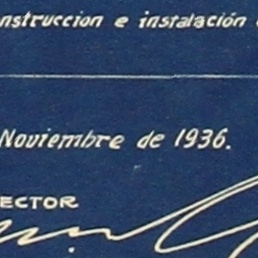 nstruccion e instalación
Noviembre de 1936.
ECTOR